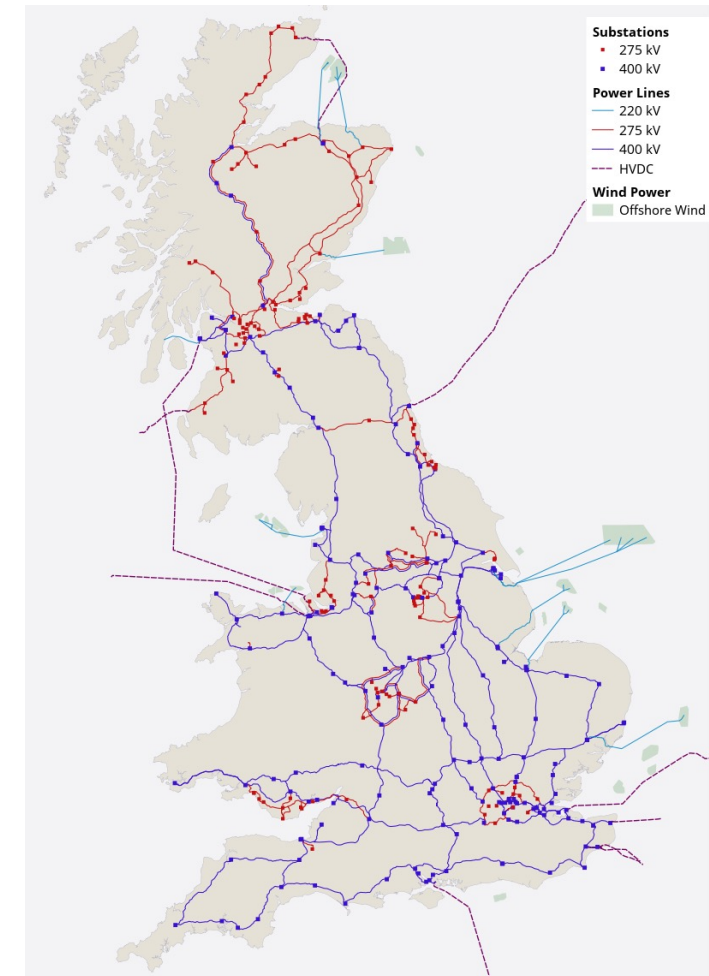 Substations
275 kV
400 kV
Power Lines
220 kV
275 kV
400 kV
HVDC
Wind Power
Offshore Wind